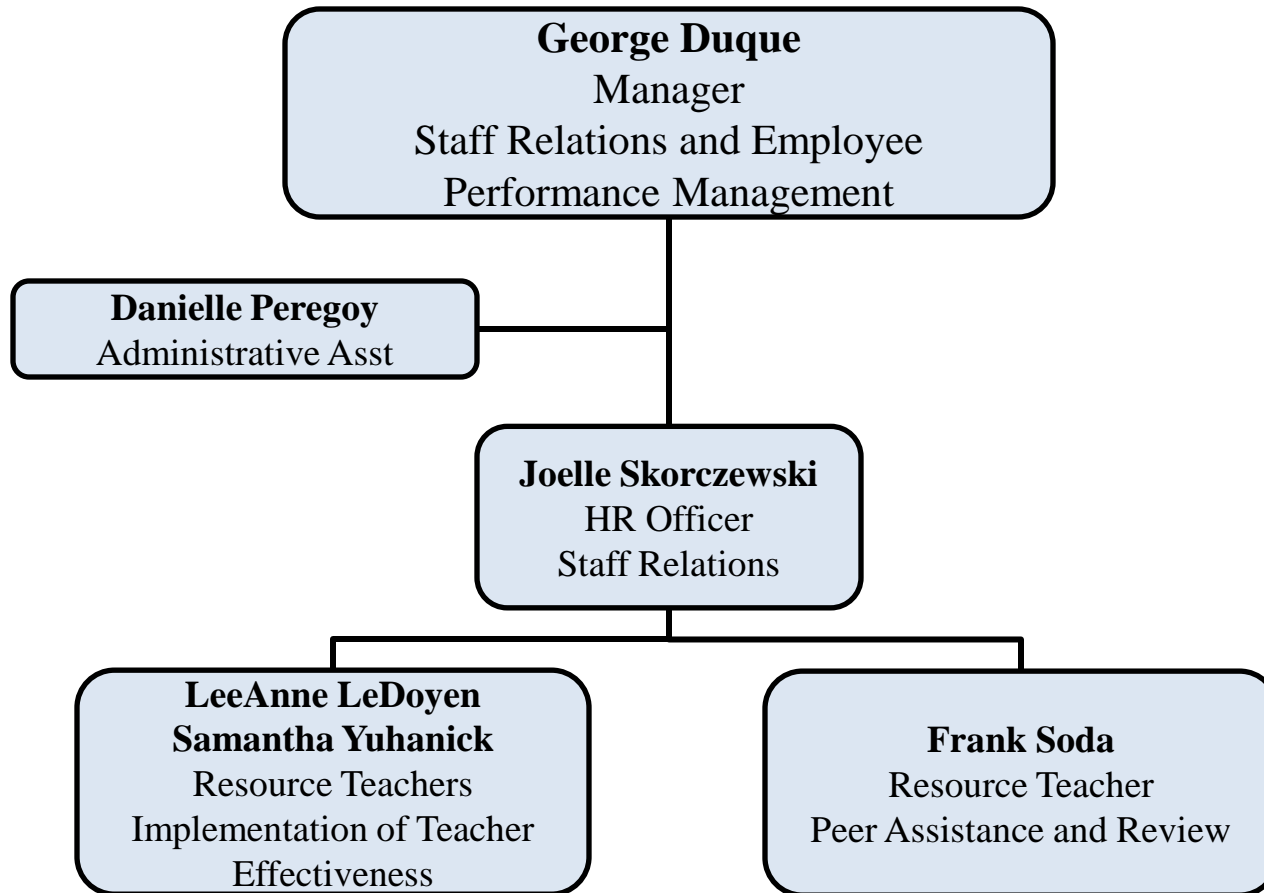 George Duque
Manager
Staff Relations and Employee
Performance Management
Danielle Peregoy
Administrative Asst
Joelle Skorczewski
HR Officer
Staff Relations
LeeAnne LeDoyen
Samantha Yuhanick
Resource Teachers
Implementation of Teacher
Effectiveness
Frank Soda
Resource Teacher
Peer Assistance and Review